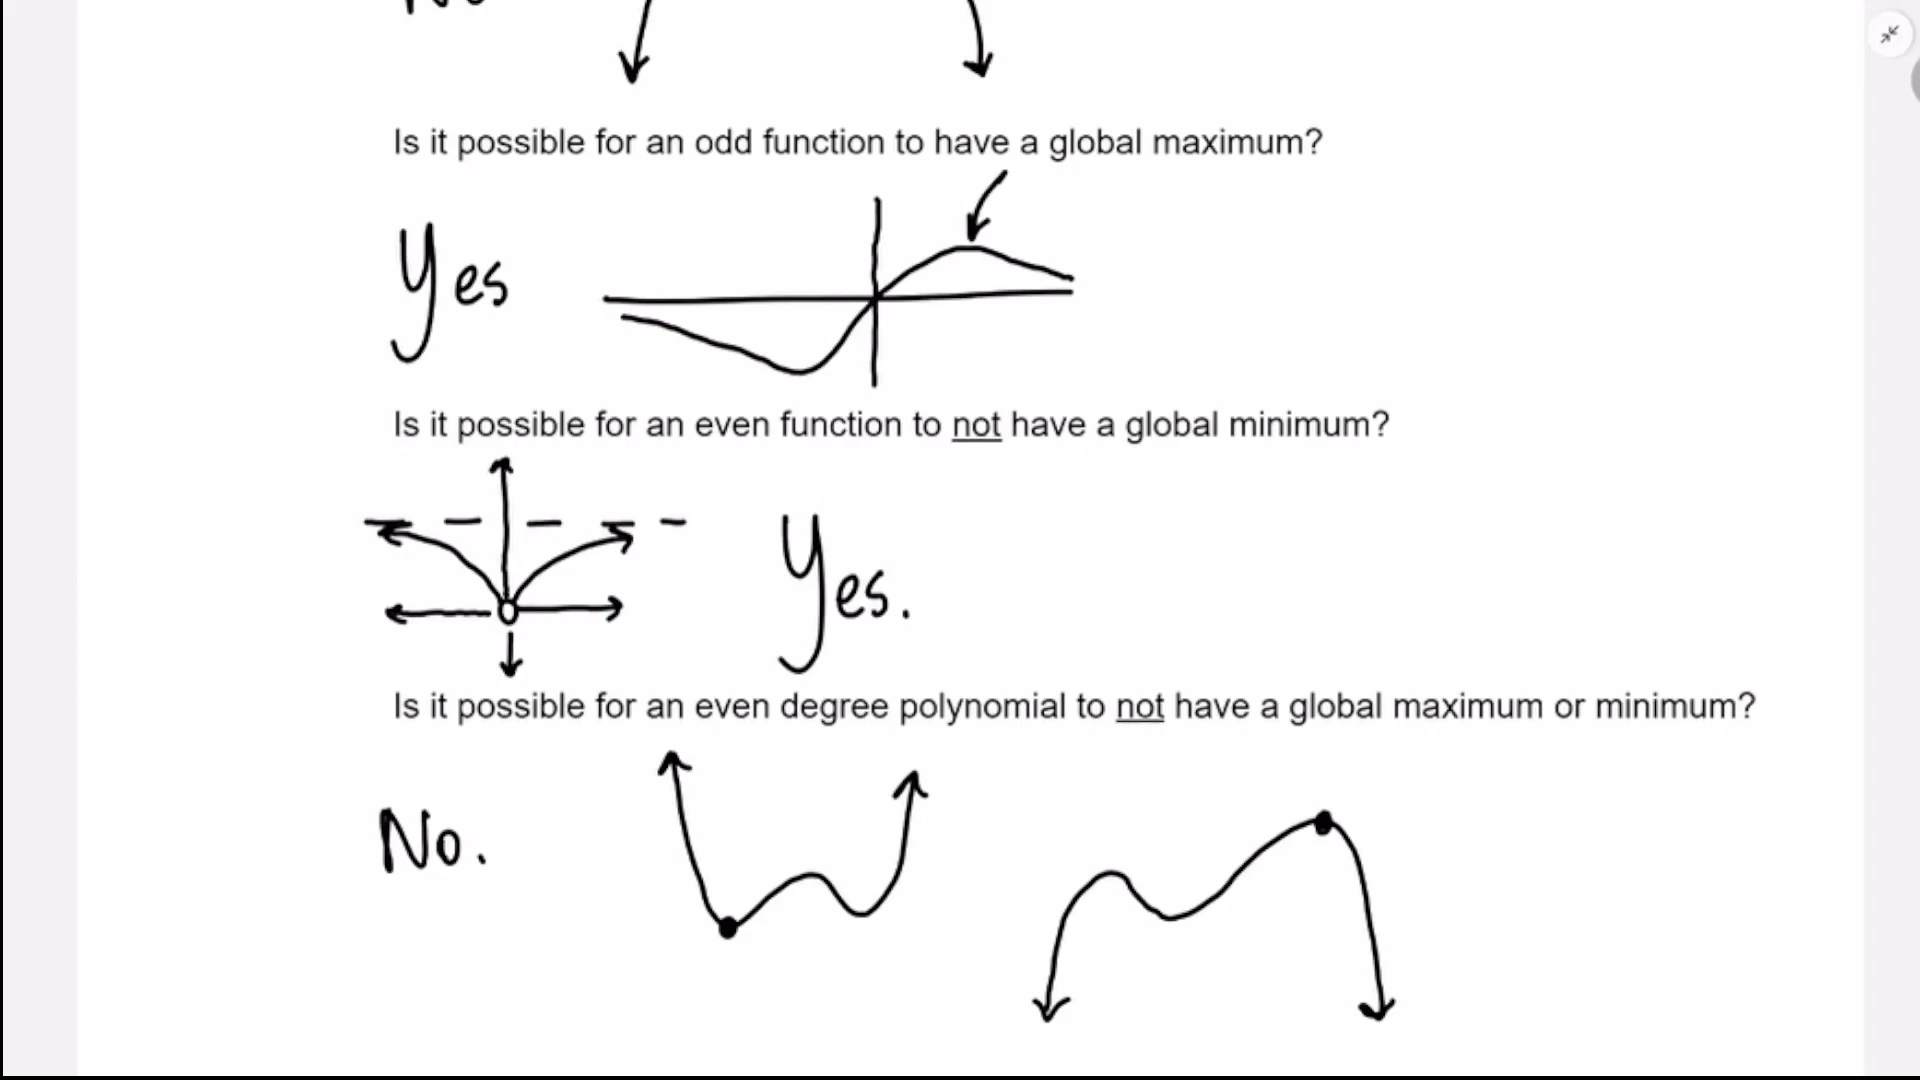 Is it possible for an odd function to have a global maximum?
Yes
Is it possible for an even function to not have a global minimum?
Yes.
Is it possible for an even degree polynomial to not have a global maximum or minimum?
No.